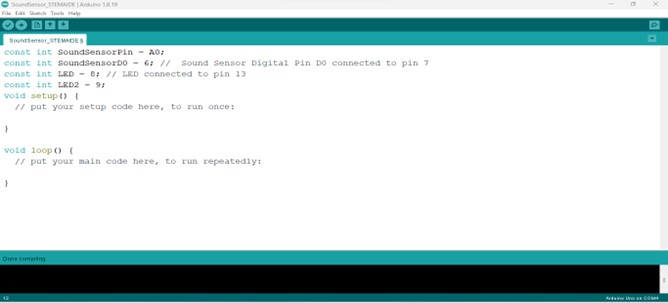 SoundSensor_STEMAIDE | Arduino 1.8.19
File Edit Sketch Tools Help
SoundSensor_STEMAIDE §
const int SoundSensorPin = A0;
const int SoundSensorD0 = 6; //  Sound Sensor Digital Pin D0 connected to pin 7
const int LED = 8; // LED connected to pin 13
const int LED2 = 9;
void setup() {
  // put your setup code here, to run once:
}
void loop() {
  // put your main code here, to run repeatedly:
}
Done compiling.
12
Arduino Uno on COM4